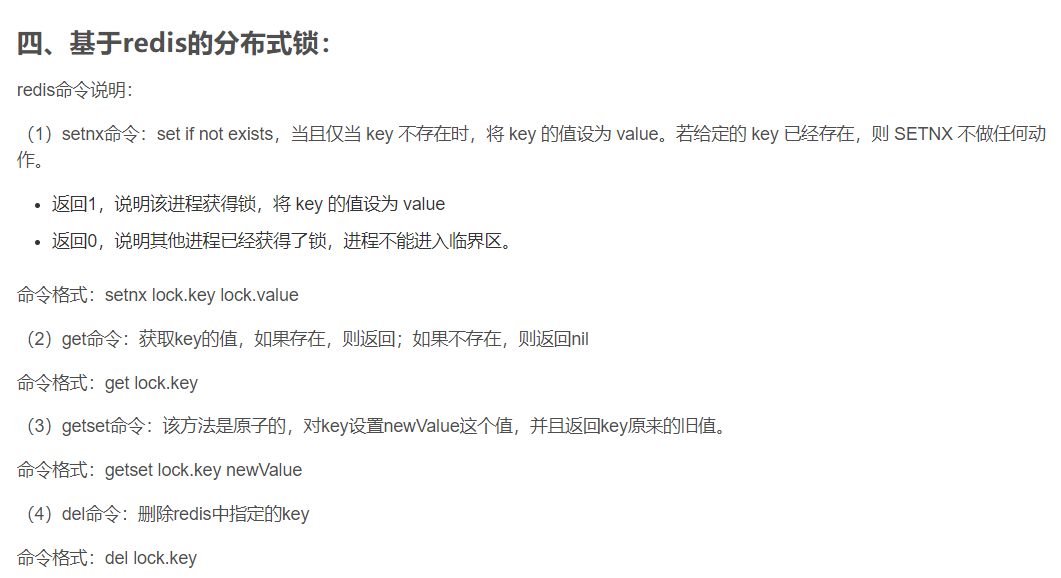 四、基于redis的分布式锁：
redis命令说明：
（1）setnx命令：set if not exists，当且仅当 key 不存在时，将 key 的值设为 value。若给定的 key 已经存在，则 SETNX 不做任何动
作。
• 返回1，说明该进程获得锁，将 key 的值设为 value
• 返回0，说明其他进程已经获得了锁，进程不能进入临界区。
命令格式：setnx lock.key lock.value
（2）get命令：获取key的值，如果存在，则返回；如果不存在，则返回nil
命令格式：get lock.key
（3）getset命令：该方法是原子的，对key设置newValue这个值，并且返回key原来的旧值。
命令格式：getset lock.key newValue
（4）del命令：删除redis中指定的key
命令格式：del lock.key